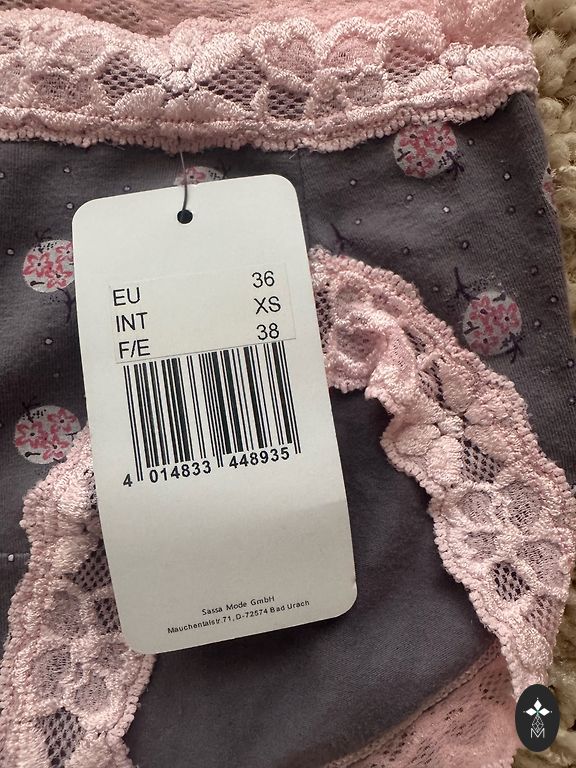 EU 36
INT XS
F/E 38
4 014833 448935
Sassa Mode GmbH
Mauchentalstr.71, D-72574 Bad Urach
M